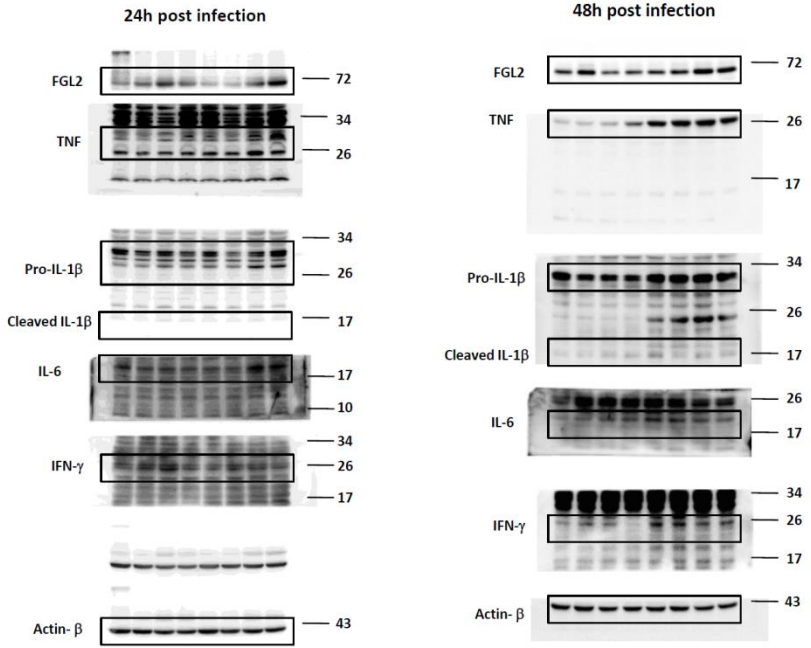 24h post infection
FGL2
72
34
TNF
26
34
Pro-IL-1β
26
Cleaved IL-1β
17
IL-6
17
10
34
IFN-γ
26
17
Actin- β
43
48h post infection
72
FGL2
TNF
26
17
34
Pro-IL-1β
26
Cleaved IL-1β
17
26
IL-6
17
34
IFN-γ
26
17
43
Actin- β